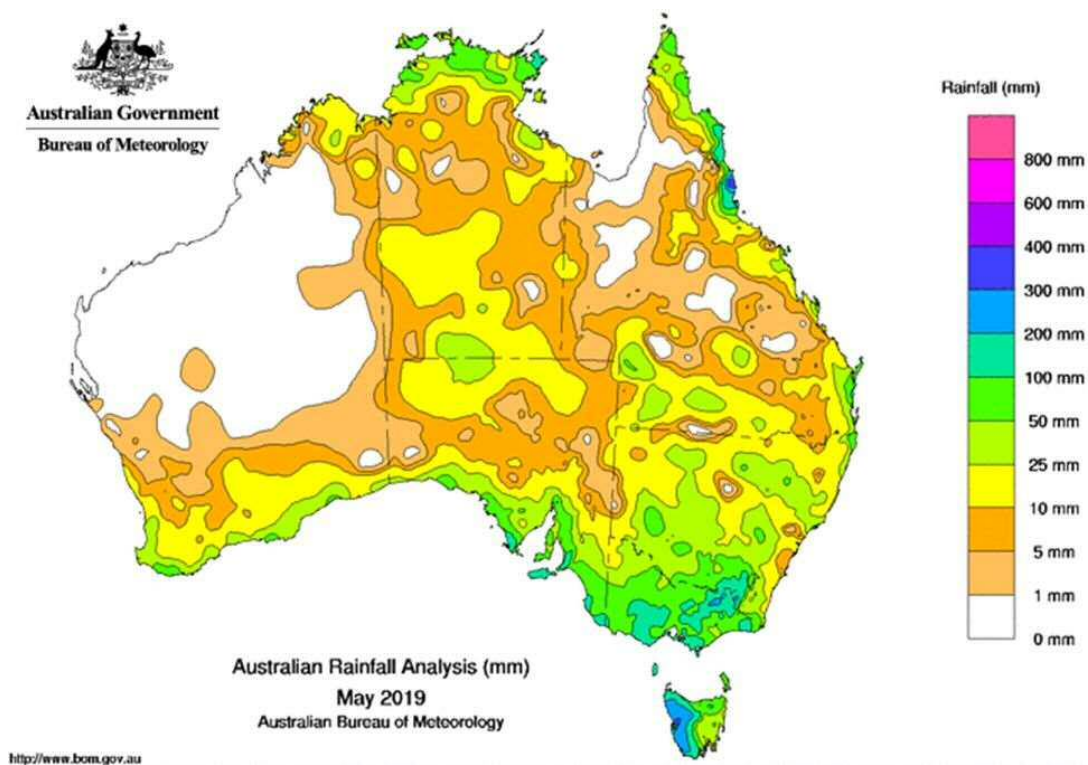 Australian Government
Bureau of Meteorology
Rainfall (mm)
800 mm
600 mm
400 mm
300 mm
200 mm
100 mm
50 mm
25 mm
10 mm
5 mm
1 mm
0 mm
Australian Rainfall Analysis (mm)
May 2019
Australian Bureau of Meteorology
http://www.bom.gov.au